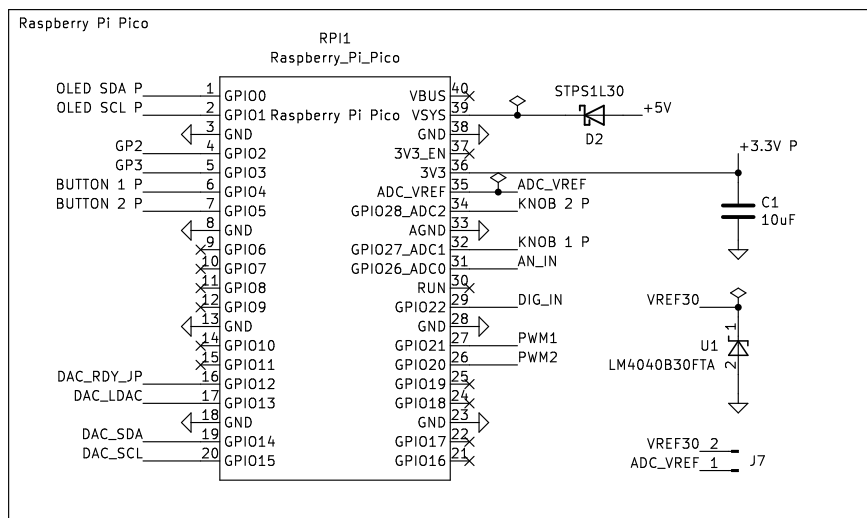 Raspberry Pi Pico
RPI1
Raspberry_Pi_Pico
Raspberry Pi Pico
OLED SDA P 1 GPIO0
OLED SCL P 2 GPIO1
3 GND
GP2 4 GPIO2
GP3 5 GPIO3
BUTTON 1 P 6 GPIO4
BUTTON 2 P 7 GPIO5
8 GND
9 GPIO6
10 GPIO7
11 GPIO8
12 GPIO9
13 GND
14 GPIO10
15 GPIO11
DAC_RDY_JP 16 GPIO12
DAC_LDAC 17 GPIO13
18 GND
DAC_SDA 19 GPIO14
DAC_SCL 20 GPIO15
VBUS 40
VSYS 39
GND 38
3V3_EN 37
3V3 36
ADC_VREF 35 ADC_VREF
GPIO28_ADC2 34 KNOB 2 P
AGND 33
GPIO27_ADC1 32 KNOB 1 P
GPIO26_ADC0 31 AN_IN
RUN 30
GPIO22 29 DIG_IN
GND 28
GPIO21 27 PWM1
GPIO20 26 PWM2
GPIO19 25
GPIO18 24
GND 23
GPIO17 22
GPIO16 21
STPS1L30
+5V
D2
+3.3V P
C1
10uF
VREF30
1
U1
LM4040B30FTA
2
VREF30 2
ADC_VREF 1
J7